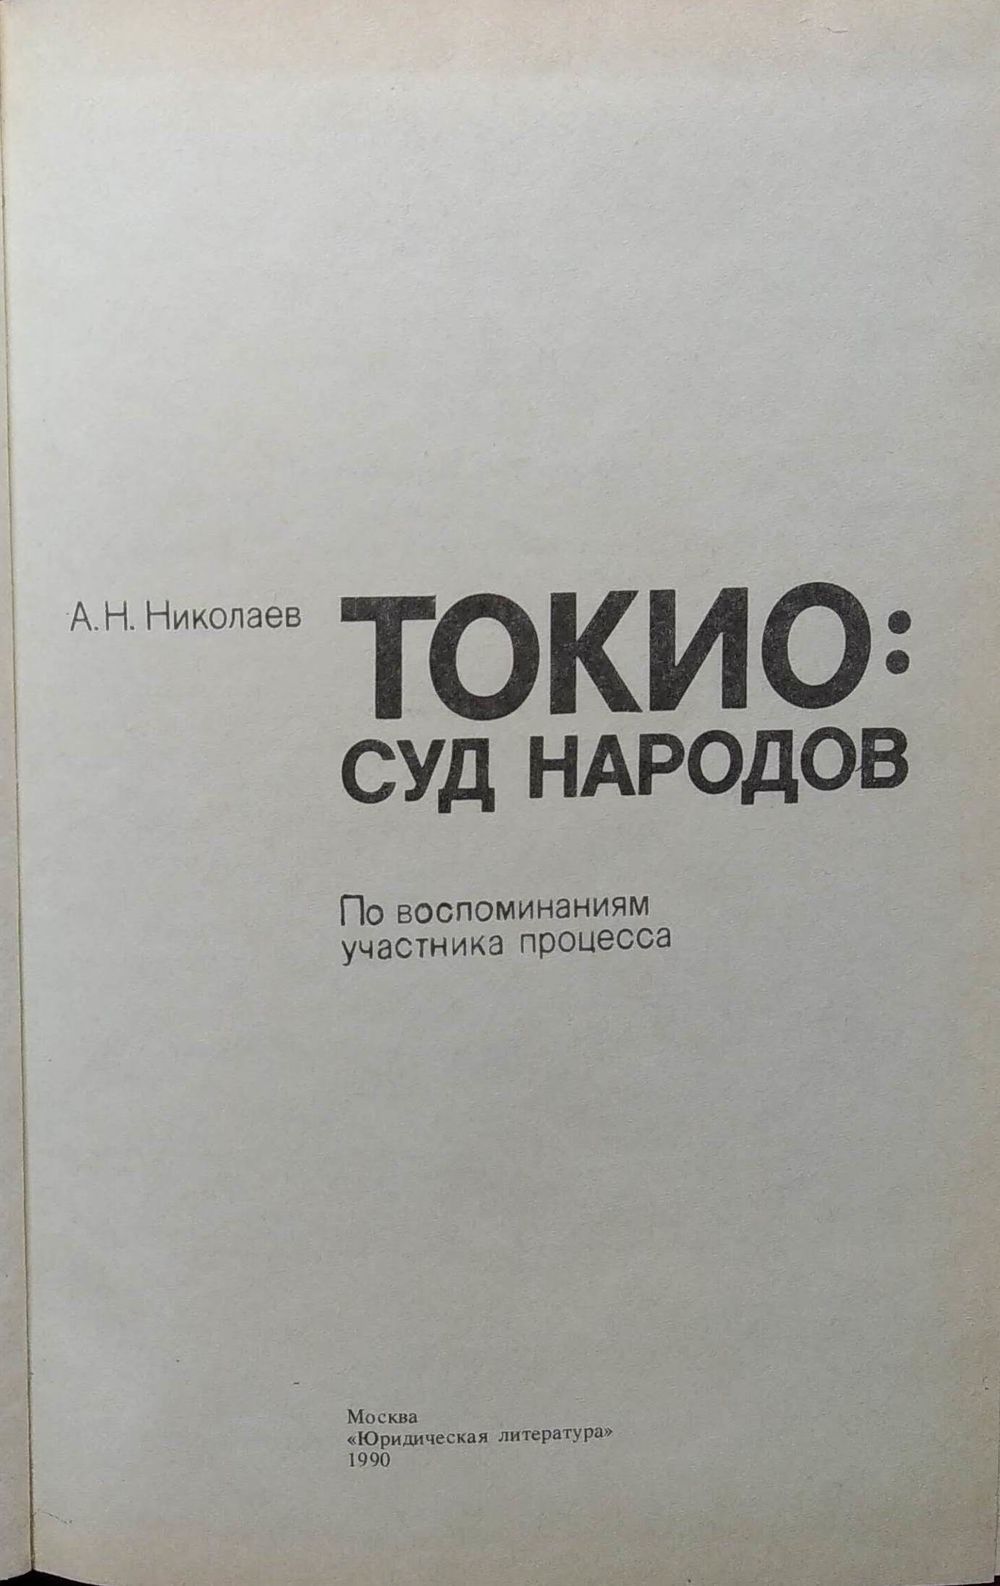 А.Н. Николаев
ТОКИО:
СУД НАРОДОВ
По воспоминаниям
участника процесса
Москва
«Юридическая литература»
1990